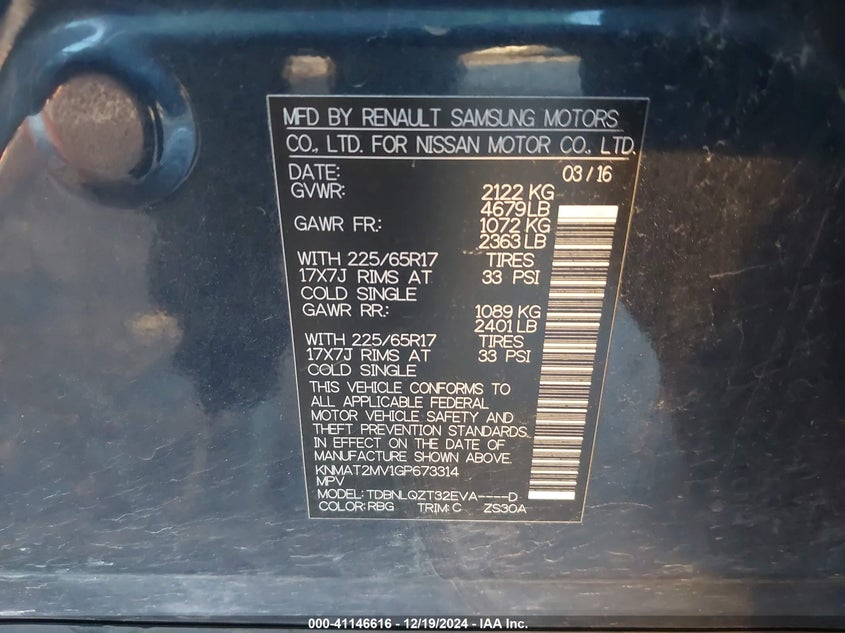 MFD BY RENAULT SAMSUNG MOTORS
CO., LTD. FOR NISSAN MOTOR CO., LTD.
DATE: 03 / 16
GVWR: 2122 KG
4679LB
GAWR FR: 1072 KG
2363 LB
WITH 225/65R17 TIRES
17X7J RIMS AT 33 PSI
COLD SINGLE
GAWR RR: 1089 KG
2401 LB
WITH 225/65R17 TIRES
17X7J RIMS AT 33 PSI
COLD SINGLE
THIS VEHICLE CONFORMS TO
ALL APPLICABLE FEDERAL
MOTOR VEHICLE SAFETY AND
THEFT PREVENTION STANDARDS
IN EFFECT ON THE DATE OF
MANUFACTURE SHOWN ABOVE.
KNMAT2MV1GP673314
MPV
MODEL: TDBNLQZT32EVA----D
COLOR: RBG TRIM: C ZS30A
000-41146616 - 12/19/2024 - IAA Inc.